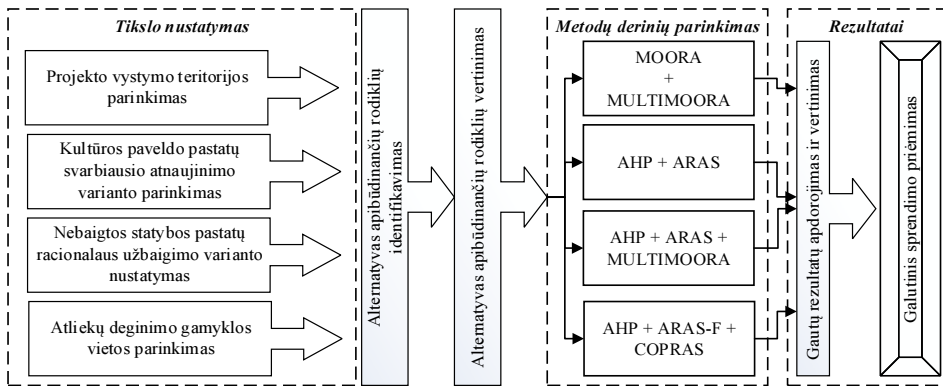 Tikslo nustatymas
Projekto vystymo teritorijos
parinkimas
Kultūros paveldo pastatų
svarbiausio atnaujinimo
varianto parinkimas
Nebaigtos statybos pastatų
racionalaus užbaigimo varianto
nustatymas
Atliekų deginimo gamyklos
vietos parinkimas
Alternatyvas apibūdinančių rodiklių
identifikavimas
Alternatyvas apibūdinančių rodiklių vertinimas
Metodų derinių parinkimas
MOORA
+
MULTIMOORA
AHP + ARAS
AHP + ARAS +
MULTIMOORA
AHP + ARAS-F +
COPRAS
Rezultatai
Gautų rezultatų apdorojimas ir vertinimas
Galutinis sprendimo priėmimas